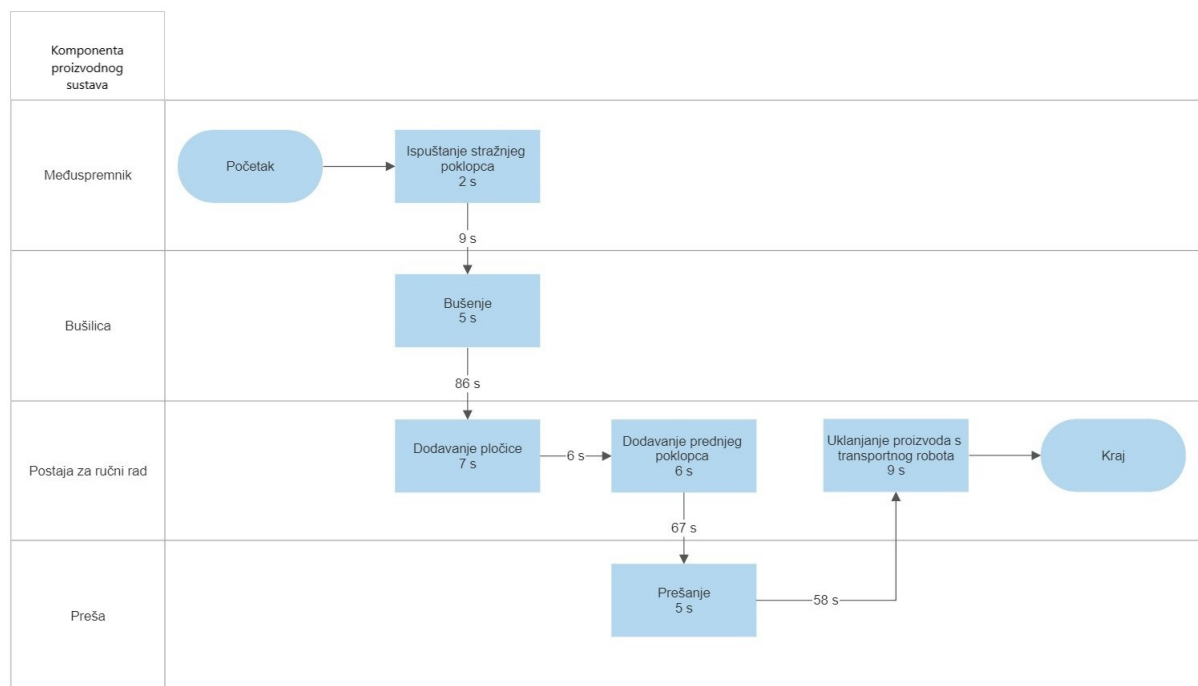 Komponenta
proizvodnog
sustava
Međuspremnik
Početak
Ispuštanje stražnjeg
poklopca
2 s
9 s
Bušilica
Bušenje
5 s
86 s
Postaja za ručni rad
Dodavanje pločice
7 s
6 s
Dodavanje prednjeg
poklopca
6 s
Uklanjanje proizvoda s
transportnog robota
9 s
Kraj
67 s
Preša
Prešanje
5 s
58 s